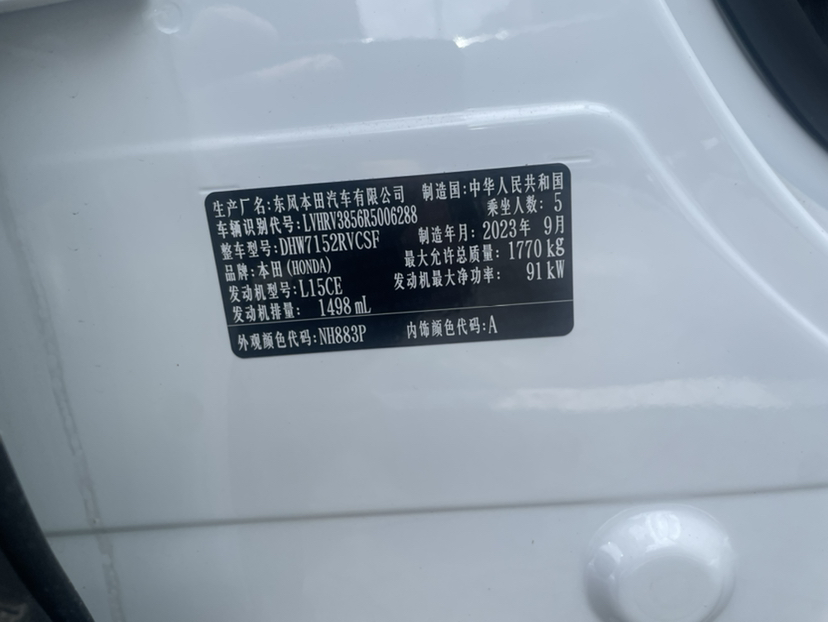 生产厂名:东风本田汽车有限公司 制造国:中华人民共和国
车辆识别代号:LVHRV3856R5006288 乘坐人数: 5
整车型号:DHW7152RVCSF 制造年月: 2023年 9月
品牌:本田(HONDA) 最大允许总质量: 1770 kg
发动机型号:L15CE 发动机最大净功率: 91 kW
发动机排量: 1498 mL
外观颜色代码:NH883P 内饰颜色代码:A